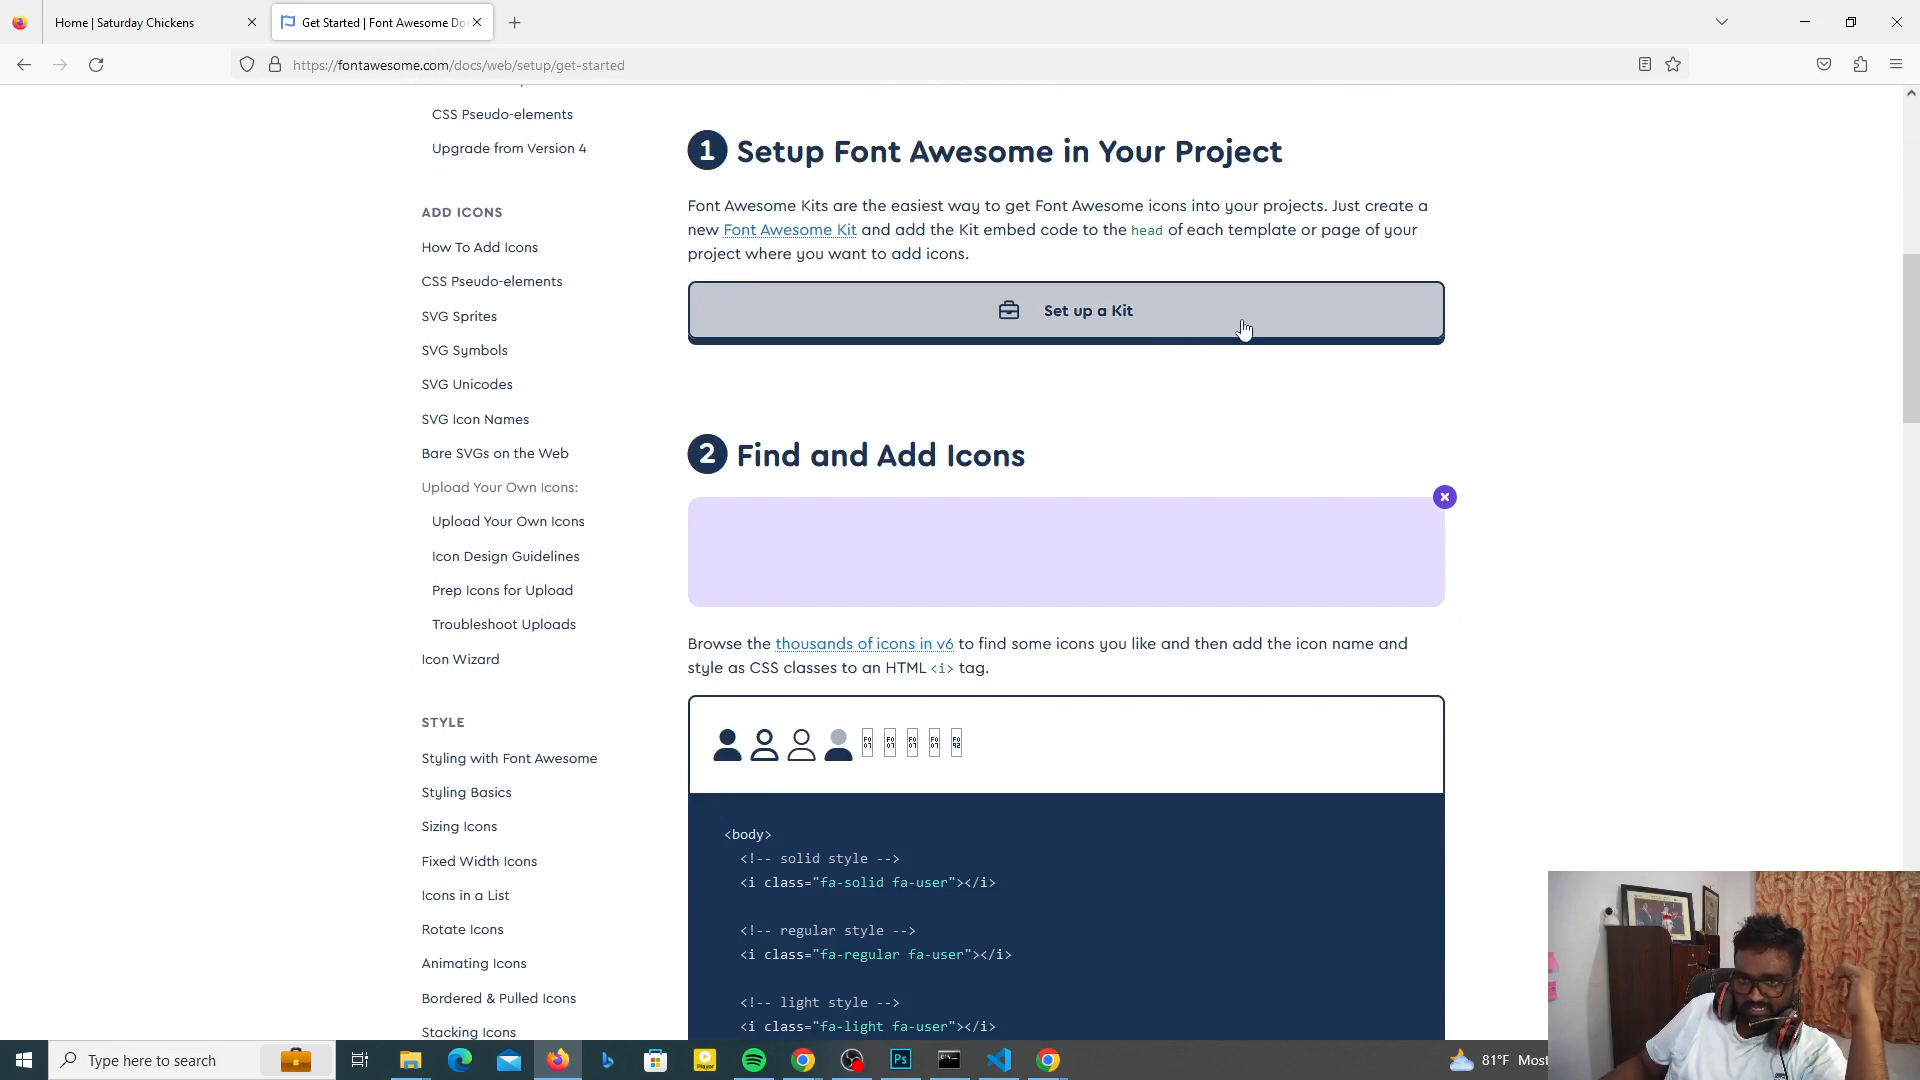 Home | Saturday Chickens
Get Started | Font Awesome Do
https://fontawesome.com/docs/web/setup/get-started
CSS Pseudo-elements
Upgrade from Version 4
ADD ICONS
How To Add Icons
CSS Pseudo-elements
SVG Sprites
SVG Symbols
SVG Unicodes
SVG Icon Names
Bare SVGs on the Web
Upload Your Own Icons:
Upload Your Own Icons
Icon Design Guidelines
Prep Icons for Upload
Troubleshoot Uploads
Icon Wizard
STYLE
Styling with Font Awesome
Styling Basics
Sizing Icons
Fixed Width Icons
Icons in a List
Rotate Icons
Animating Icons
Bordered & Pulled Icons
Stacking Icons
1 Setup Font Awesome in Your Project
Font Awesome Kits are the easiest way to get Font Awesome icons into your projects. Just create a
new Font Awesome Kit and add the Kit embed code to the head of each template or page of your
project where you want to add icons.
Set up a Kit
2 Find and Add Icons
Browse the thousands of icons in v6 to find some icons you like and then add the icon name and
style as CSS classes to an HTML <i> tag.
<body>
<!-- solid style -->
<i class="fa-solid fa-user"></i>
<!-- regular style -->
<i class="fa-regular fa-user"></i>
<!-- light style -->
<i class="fa-light fa-user"></i>
Type here to search
Ps
81°F Most